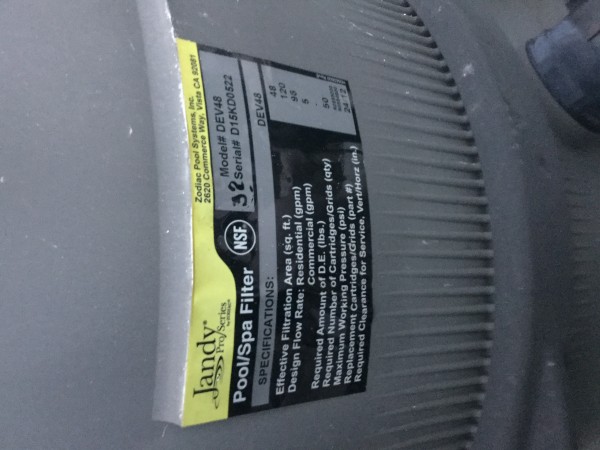 Jandy®
Pro Series
Zodiac Pool Systems, Inc.
2620 Commerce Way, Vista CA 92081
Pool/Spa Filter NSF. Model# DEV48
Serial# D15KD0522
SPECIFICATIONS: DEV48
Effective Filtration Area (sq. ft.) 48
Design Flow Rate: Residential (gpm) 120
Commercial (gpm) 96
Required Amount of D.E. (lbs.) 5
Required Number of Cartridges/Grids (qty)
Maximum Working Pressure (psi) 50
Replacement Cartridges/Grids (part #)
Required Clearance for Service, Vert/Horz (in.) 24 12